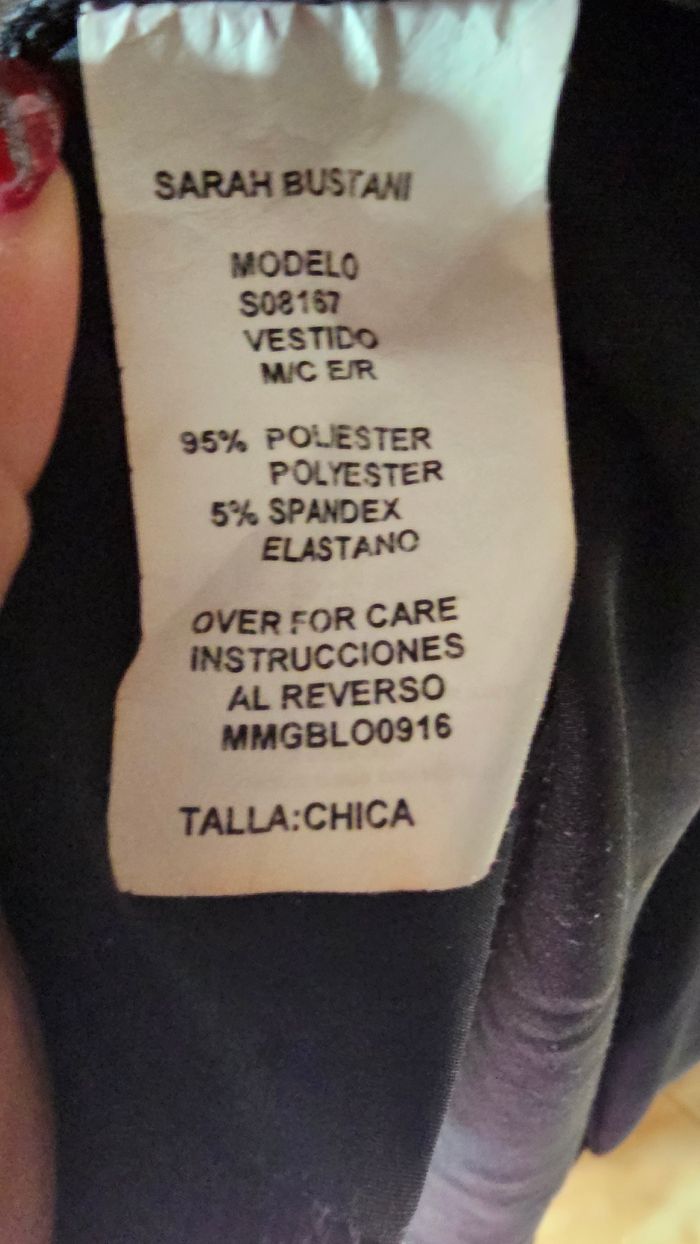 SARAH BUSTANI
MODELO
S08167
VESTIDO
M/C E/R
95% POLIESTER
POLYESTER
5% SPANDEX
ELASTANO
OVER FOR CARE
INSTRUCCIONES
AL REVERSO
MMGBLO0916
TALLA:CHICA